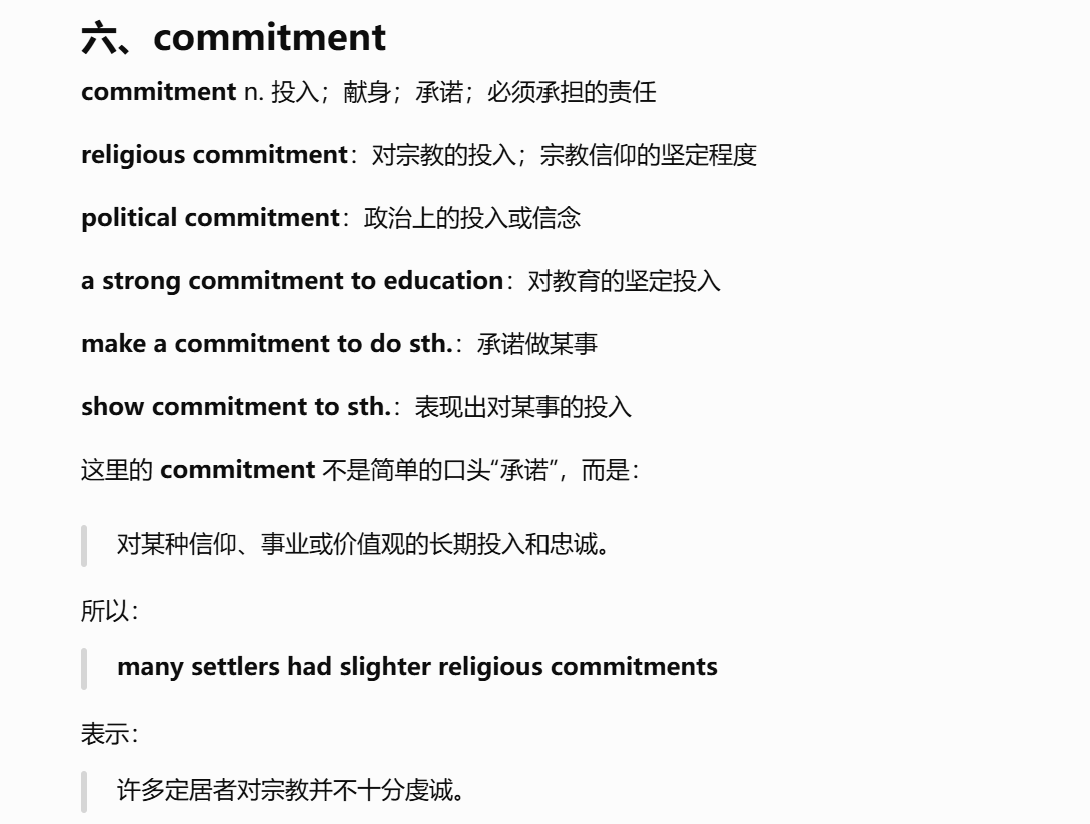 六、commitment
commitment n. 投入；献身；承诺；必须承担的责任
religious commitment：对宗教的投入；宗教信仰的坚定程度
political commitment：政治上的投入或信念
a strong commitment to education：对教育的坚定投入
make a commitment to do sth.：承诺做某事
show commitment to sth.：表现出对某事的投入
这里的 commitment 不是简单的口头“承诺”，而是：
对某种信仰、事业或价值观的长期投入和忠诚。
所以：
many settlers had slighter religious commitments
表示：
许多定居者对宗教并不十分虔诚。